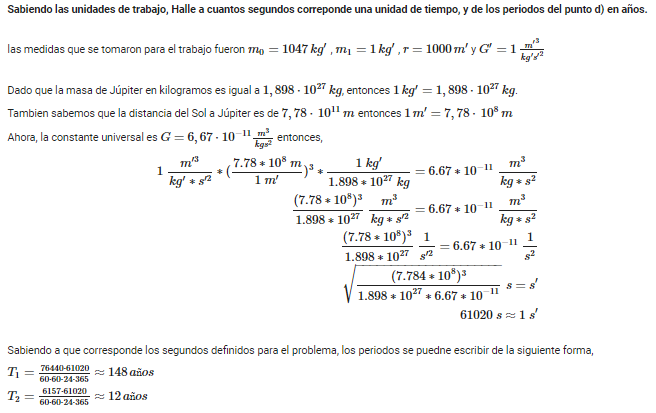 Sabiendo las unidades de trabajo, Halle a cuantos segundos correponde una unidad de tiempo, y de los periodos del punto d) en años.
las medidas que se tomaron para el trabajo fueron $m_0 = 1047\,kg'$ , $m_1 = 1\,kg'$ , $r = 1000\,m'$ y $G' = 1\,\frac{m'^3}{kg's'^2}$
Dado que la masa de Júpiter en kilogramos es igual a $1,898 \cdot 10^{27}\,kg$, entonces $1\,kg' = 1,898 \cdot 10^{27}\,kg$.
Tambien sabemos que la distancia del Sol a Júpiter es de $7,78 \cdot 10^{11}\,m$ entonces $1\,m' = 7,78 \cdot 10^8\,m$
Ahora, la constante universal es $G = 6,67 \cdot 10^{-11}\frac{m^3}{kgs^2}$ entonces,
$1\,\frac{m'^3}{kg' * s'^2} * (\frac{7.78 * 10^8\,m}{1\,m'})^3 * \frac{1\,kg'}{1.898 * 10^{27}\,kg} = 6.67 * 10^{-11}\,\frac{m^3}{kg * s^2}$
$\frac{(7.78 * 10^8)^3}{1.898 * 10^{27}}\,\frac{m^3}{kg * s'^2} = 6.67 * 10^{-11}\,\frac{m^3}{kg * s^2}$
$\frac{(7.78 * 10^8)^3}{1.898 * 10^{27}}\,\frac{1}{s'^2} = 6.67 * 10^{-11}\,\frac{1}{s^2}$
$\sqrt{\frac{(7.784 * 10^8)^3}{1.898 * 10^{27} * 6.67 * 10^{-11}}}\,s = s'$
$61020\,s \approx 1\,s'$
Sabiendo a que corresponde los segundos definidos para el problema, los periodos se puedne escribir de la siguiente forma,
$T_1 = \frac{76440 \cdot 61020}{60 \cdot 60 \cdot 24 \cdot 365} \approx 148\,años$
$T_2 = \frac{6157 \cdot 61020}{60 \cdot 60 \cdot 24 \cdot 365} \approx 12\,años$